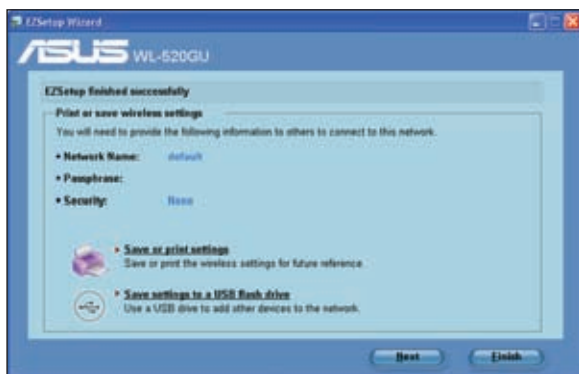 EZSetup Wizard
ASUS WL-520GU
EZSetup finished successfully
Print or save wireless settings
You will need to provide the following information to others to connect to this network.
• Network Name: default
• Passphrase:
• Security: None
Save or print settings
Save or print the wireless settings for future reference.
Save settings to a USB flash drive
Use a USB drive to add other devices to the network.
Next Finish